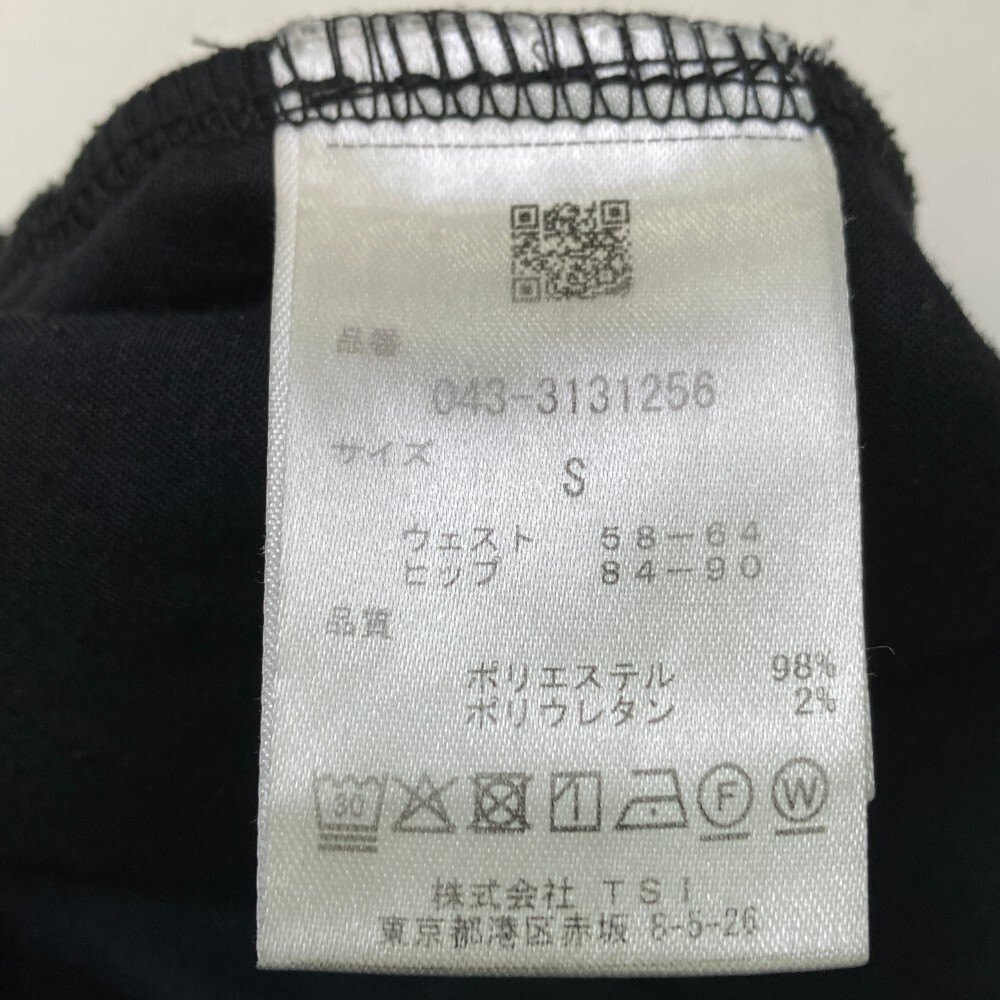 品番
043-3131256
サイズ
S
ウェスト 58-64
ヒップ 84-90
品質
ポリエステル 98%
ポリウレタン 2%
30 F W
株式会社 TSI
東京都港区赤坂 8-5-26